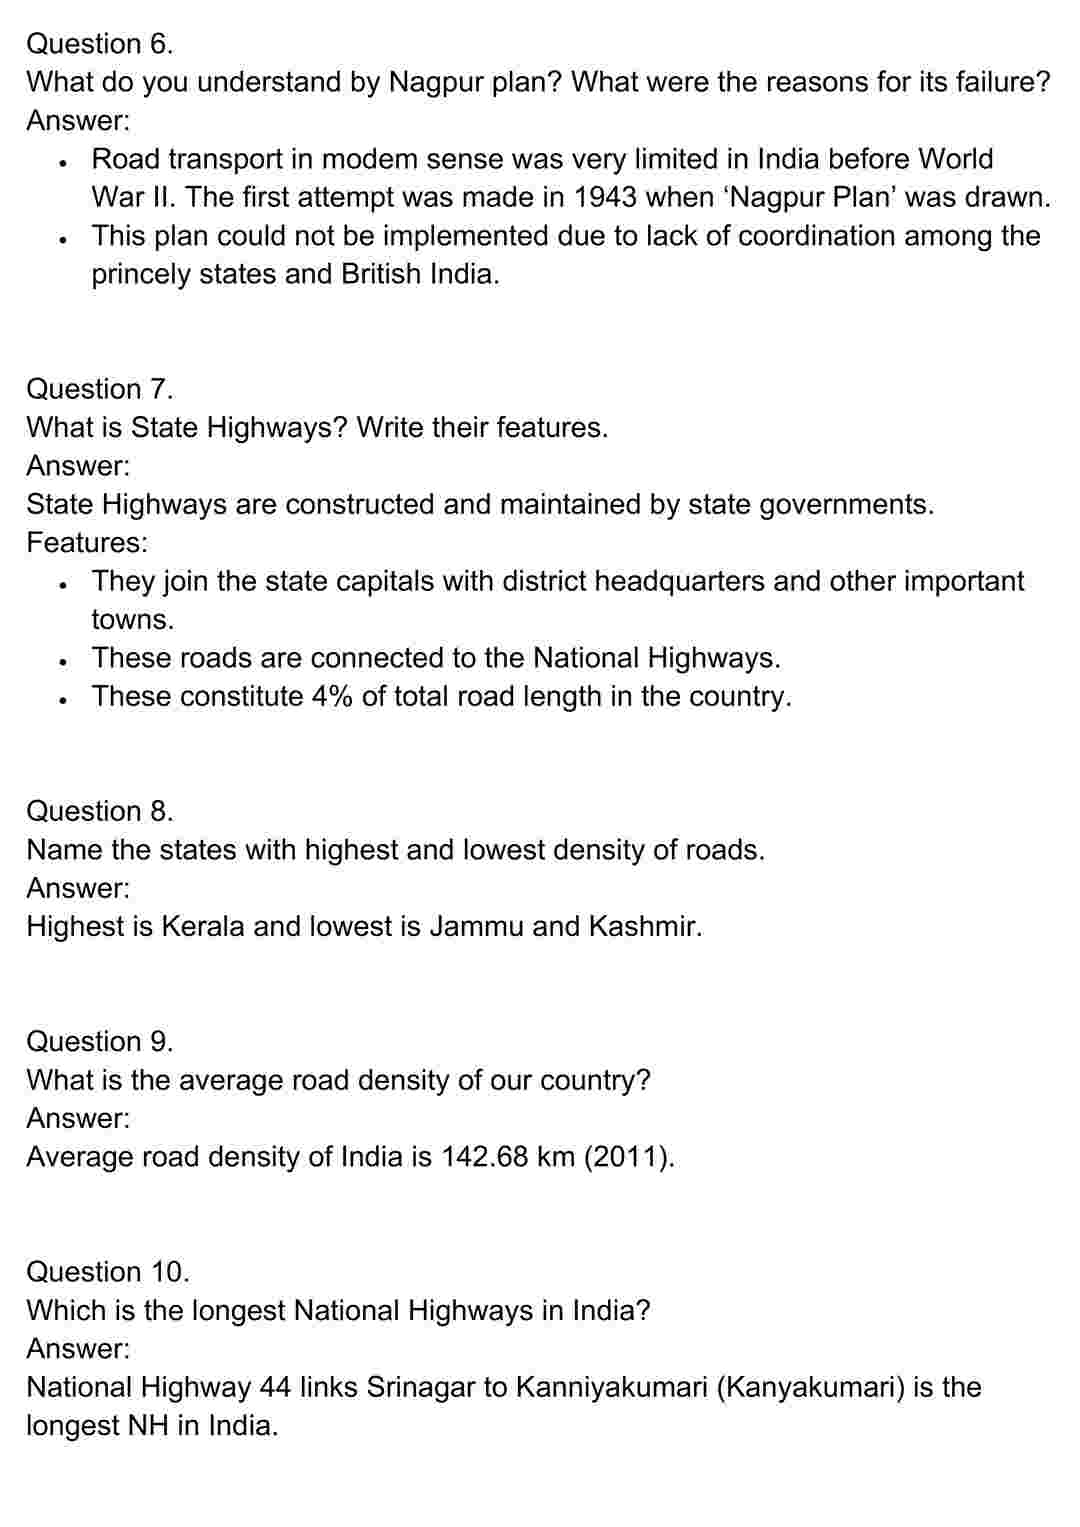 Question 6.
What do you understand by Nagpur plan? What were the reasons for its failure?
Answer:
• Road transport in modem sense was very limited in India before World
War II. The first attempt was made in 1943 when ‘Nagpur Plan’ was drawn.
• This plan could not be implemented due to lack of coordination among the
princely states and British India.
Question 7.
What is State Highways? Write their features.
Answer:
State Highways are constructed and maintained by state governments.
Features:
• They join the state capitals with district headquarters and other important
towns.
• These roads are connected to the National Highways.
• These constitute 4% of total road length in the country.
Question 8.
Name the states with highest and lowest density of roads.
Answer:
Highest is Kerala and lowest is Jammu and Kashmir.
Question 9.
What is the average road density of our country?
Answer:
Average road density of India is 142.68 km (2011).
Question 10.
Which is the longest National Highways in India?
Answer:
National Highway 44 links Srinagar to Kanniyakumari (Kanyakumari) is the
longest NH in India.